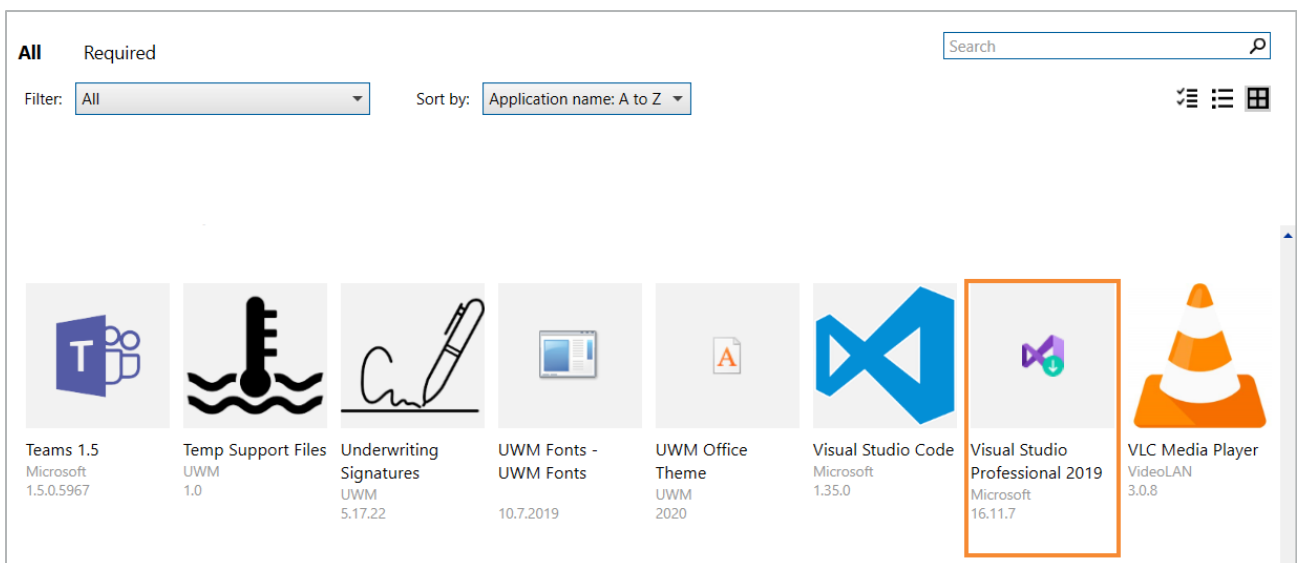 All Required
Search
Filter: All Sort by: Application name: A to Z
T
A
Teams 1.5
Microsoft
1.5.0.5967
Temp Support Files
UWM
1.0
Underwriting
Signatures
UWM
5.17.22
UWM Fonts -
UWM Fonts
10.7.2019
UWM Office
Theme
UWM
2020
Visual Studio Code
Microsoft
1.35.0
Visual Studio
Professional 2019
Microsoft
16.11.7
VLC Media Player
VideoLAN
3.0.8